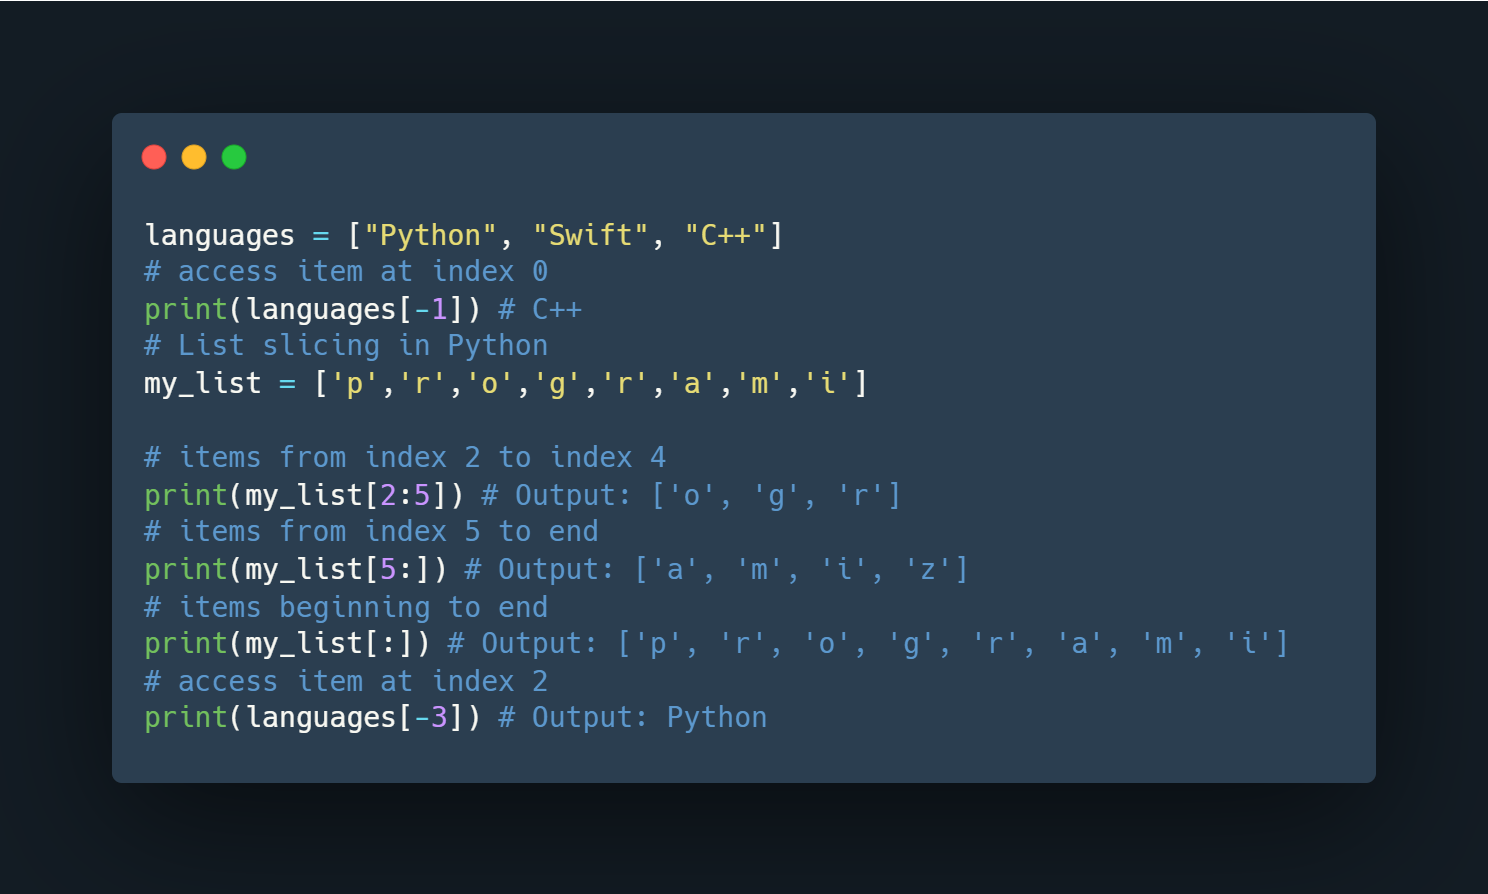 languages = ["Python", "Swift", "C++"]
# access item at index 0
print(languages[-1]) # C++
# List slicing in Python
my_list = ['p','r','o','g','r','a','m','i']
# items from index 2 to index 4
print(my_list[2:5]) # Output: ['o', 'g', 'r']
# items from index 5 to end
print(my_list[5:]) # Output: ['a', 'm', 'i', 'z']
# items beginning to end
print(my_list[:]) # Output: ['p', 'r', 'o', 'g', 'r', 'a', 'm', 'i']
# access item at index 2
print(languages[-3]) # Output: Python